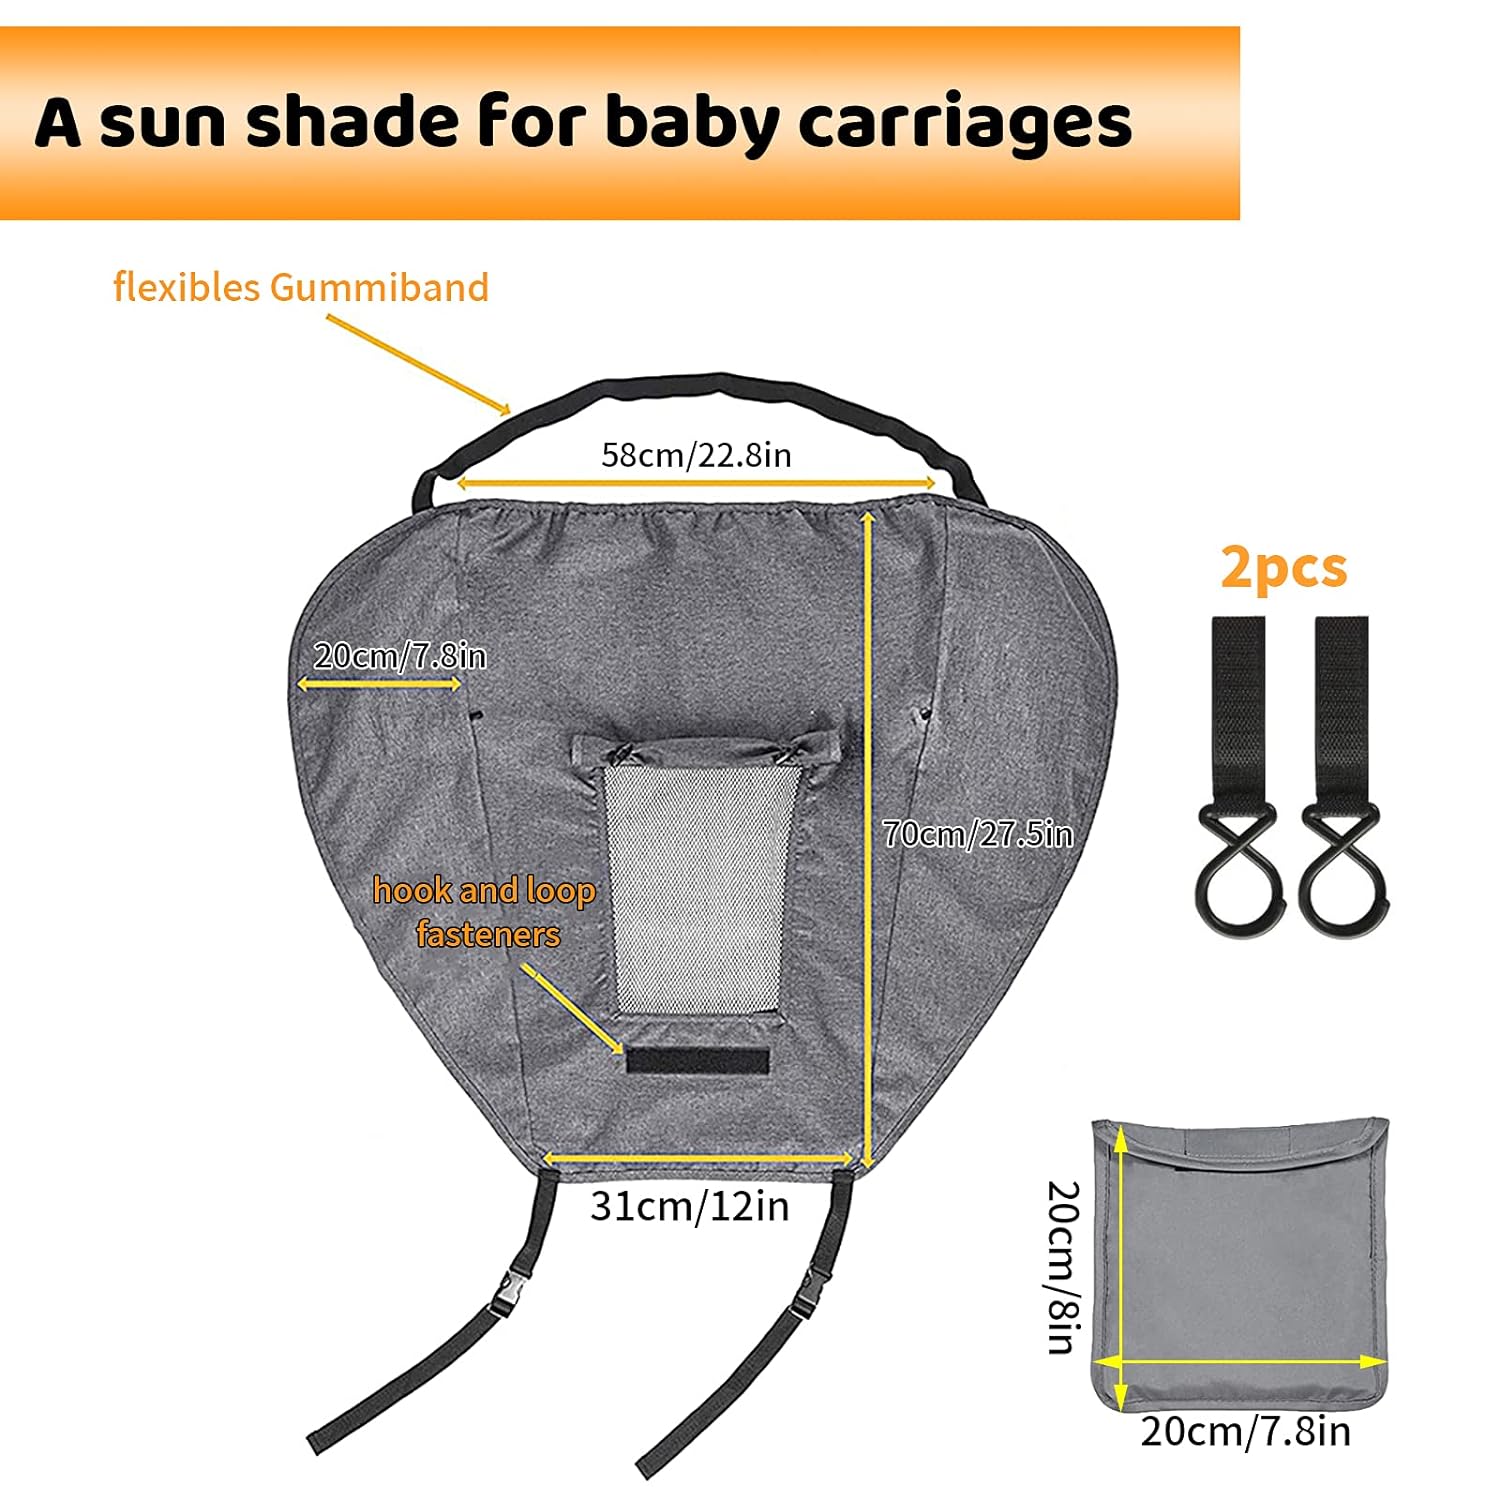 A sun shade for baby carriages
flexibles Gummiband
58cm/22.8in
2pcs
20cm/7.8in
70cm/27.5in
hook and loop
fasteners
31cm/12in
20cm/8in
20cm/7.8in